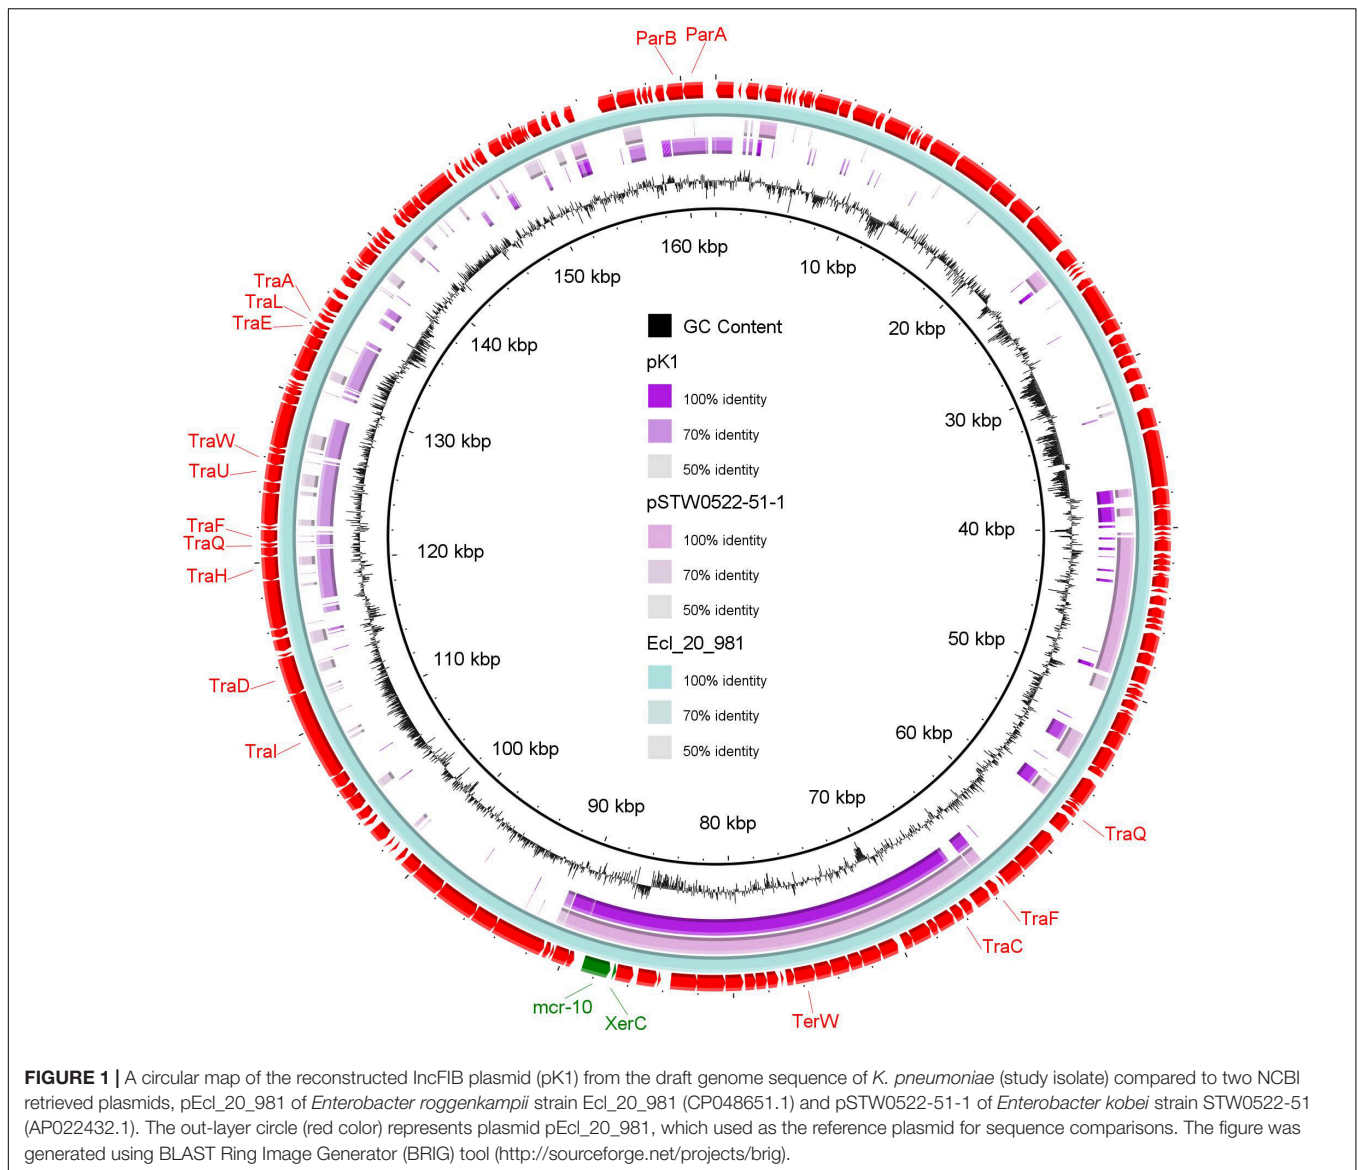 ParB ParA
TraA
TraL
TraE
TraW
TraU
TraF
TraQ
TraH
TraD
TraI
mcr-10
XerC
TerW
TraC
TraF
TraQ
160 kbp
10 kbp
20 kbp
30 kbp
40 kbp
50 kbp
60 kbp
70 kbp
80 kbp
90 kbp
100 kbp
110 kbp
120 kbp
130 kbp
140 kbp
150 kbp
GC Content
pK1
100% identity
70% identity
50% identity
pSTW0522-51-1
100% identity
70% identity
50% identity
Ecl_20_981
100% identity
70% identity
50% identity
FIGURE 1 | A circular map of the reconstructed IncFIB plasmid (pK1) from the draft genome sequence of K. pneumoniae (study isolate) compared to two NCBI
retrieved plasmids, pEcl_20_981 of Enterobacter roggenkampii strain Ecl_20_981 (CP048651.1) and pSTW0522-51-1 of Enterobacter kobei strain STW0522-51
(AP022432.1). The out-layer circle (red color) represents plasmid pEcl_20_981, which used as the reference plasmid for sequence comparisons. The figure was
generated using BLAST Ring Image Generator (BRIG) tool (http://sourceforge.net/projects/brig).